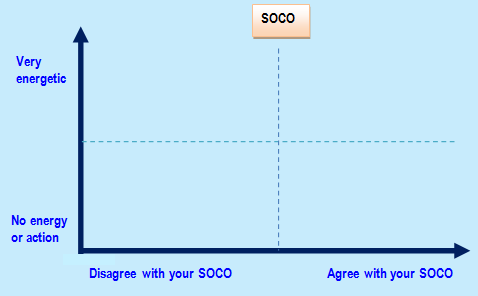 SOCO
Very
energetic
No energy
or action
Disagree with your SOCO
Agree with your SOCO